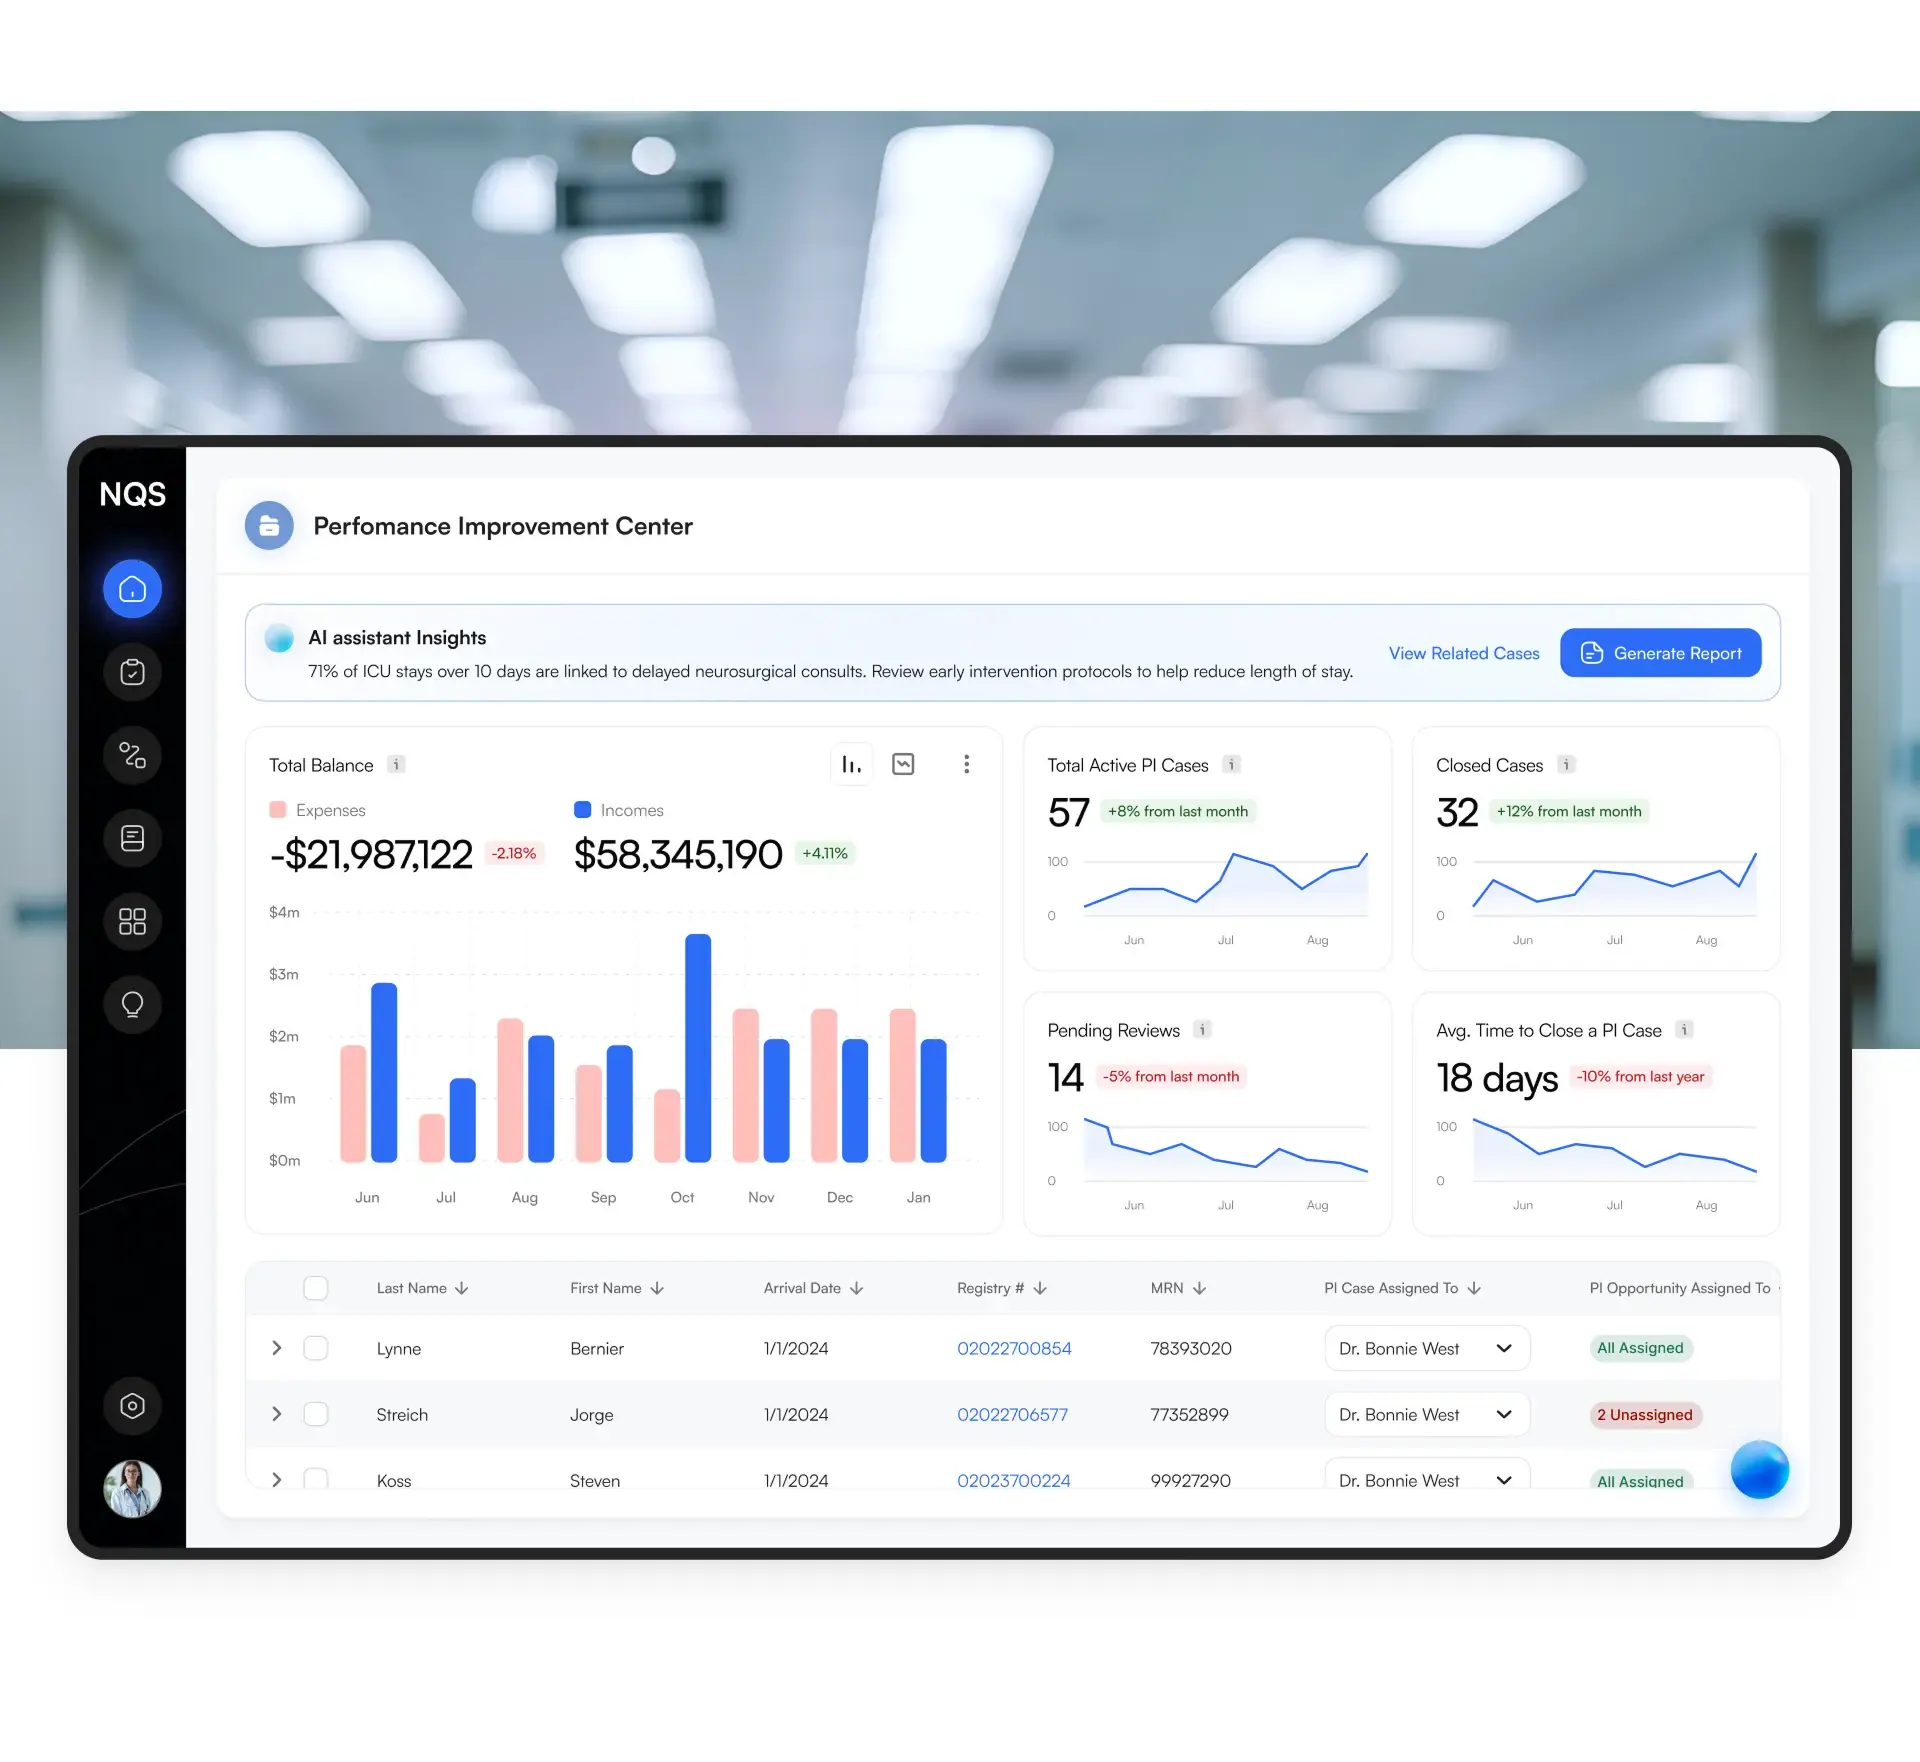 NQS
Perfomance Improvement Center
AI assistant Insights
71% of ICU stays over 10 days are linked to delayed neurosurgical consults. Review early intervention protocols to help reduce length of stay.
View Related Cases
Generate Report
Total Balance i
Expenses Incomes
-$21,987,122 -2.18% $58,345,190 +4.11%
$4m
$3m
$2m
$1m
$0m
Jun Jul Aug Sep Oct Nov Dec Jan
Total Active PI Cases i
57 +8% from last month
100
0
Jun Jul Aug
Closed Cases i
32 +12% from last month
100
0
Jun Jul Aug
Pending Reviews i
14 -5% from last month
100
0
Jun Jul Aug
Avg. Time to Close a PI Case i
18 days -10% from last year
100
0
Jun Jul Aug
Last Name First Name Arrival Date Registry # MRN PI Case Assigned To PI Opportunity Assigned To
Lynne Bernier 1/1/2024 02022700854 78393020 Dr. Bonnie West All Assigned
Streich Jorge 1/1/2024 02022706577 77352899 Dr. Bonnie West 2 Unassigned
Koss Steven 1/1/2024 02023700224 99927290 Dr. Bonnie West All Assigned